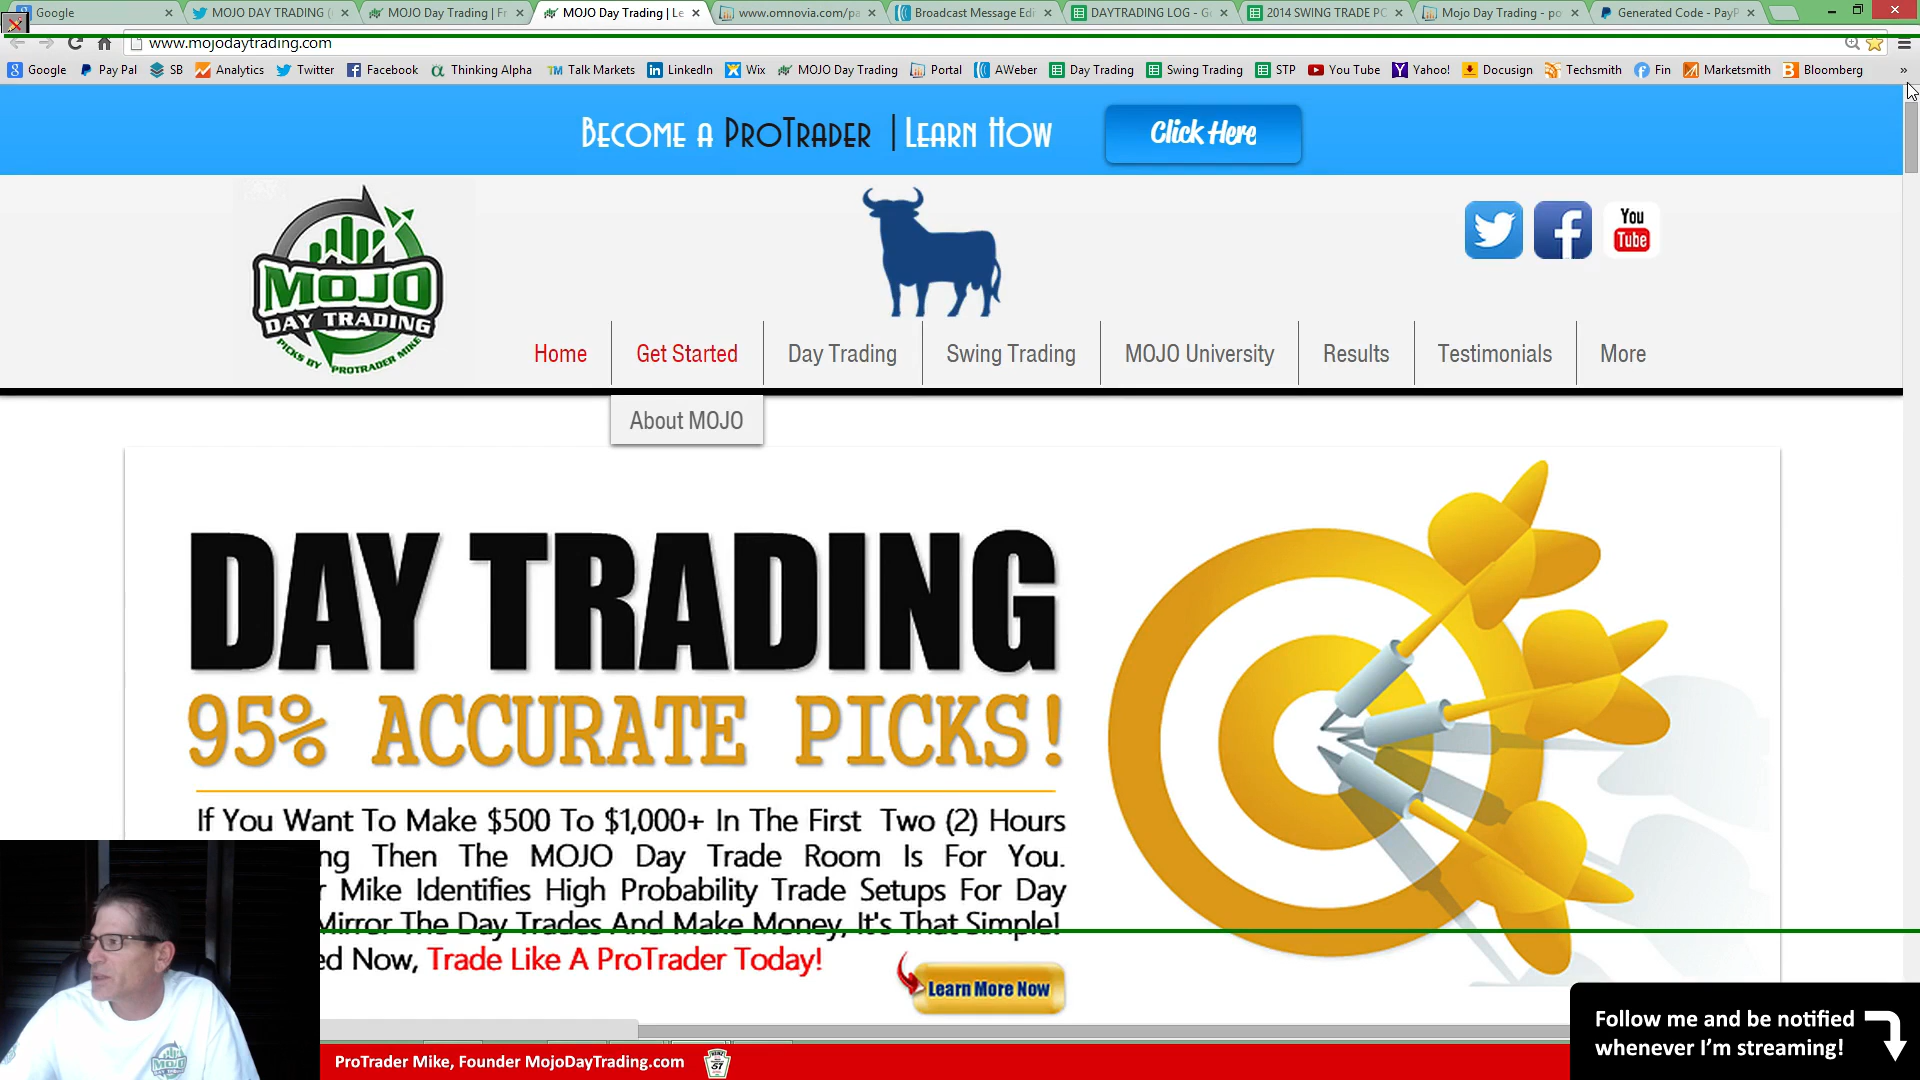 Google
MOJO DAY TRADING (
MOJO Day Trading | Fr
MOJO Day Trading | Le
www.omnovia.com/pa
Broadcast Message Edi
DAYTRADING LOG - G
2014 SWING TRADE PO
Mojo Day Trading - po
Generated Code - PayP
www.mojodaytrading.com
Google Pay Pal SB Analytics Twitter Facebook Thinking Alpha Talk Markets LinkedIn Wix MOJO Day Trading Portal AWeber Day Trading Swing Trading STP You Tube Yahoo! Docusign Techsmith Fin Marketsmith Bloomberg »
Become a ProTrader | Learn How
Click Here
MOJO
DAY TRADING
PICKS BY PROTRADER MIKE
You
Tube
Home Get Started Day Trading Swing Trading MOJO University Results Testimonials More
About MOJO
DAY TRADING
95% ACCURATE PICKS!
If You Want To Make $500 To $1,000+ In The First Two (2) Hours
ng Then The MOJO Day Trade Room Is For You.
r Mike Identifies High Probability Trade Setups For Day
Mirror The Day Trades And Make Money, It's That Simple!
ed Now, Trade Like A ProTrader Today!
Learn More Now
Follow me and be notified
whenever I'm streaming!
ProTrader Mike, Founder MojoDayTrading.com
HEINZ
51